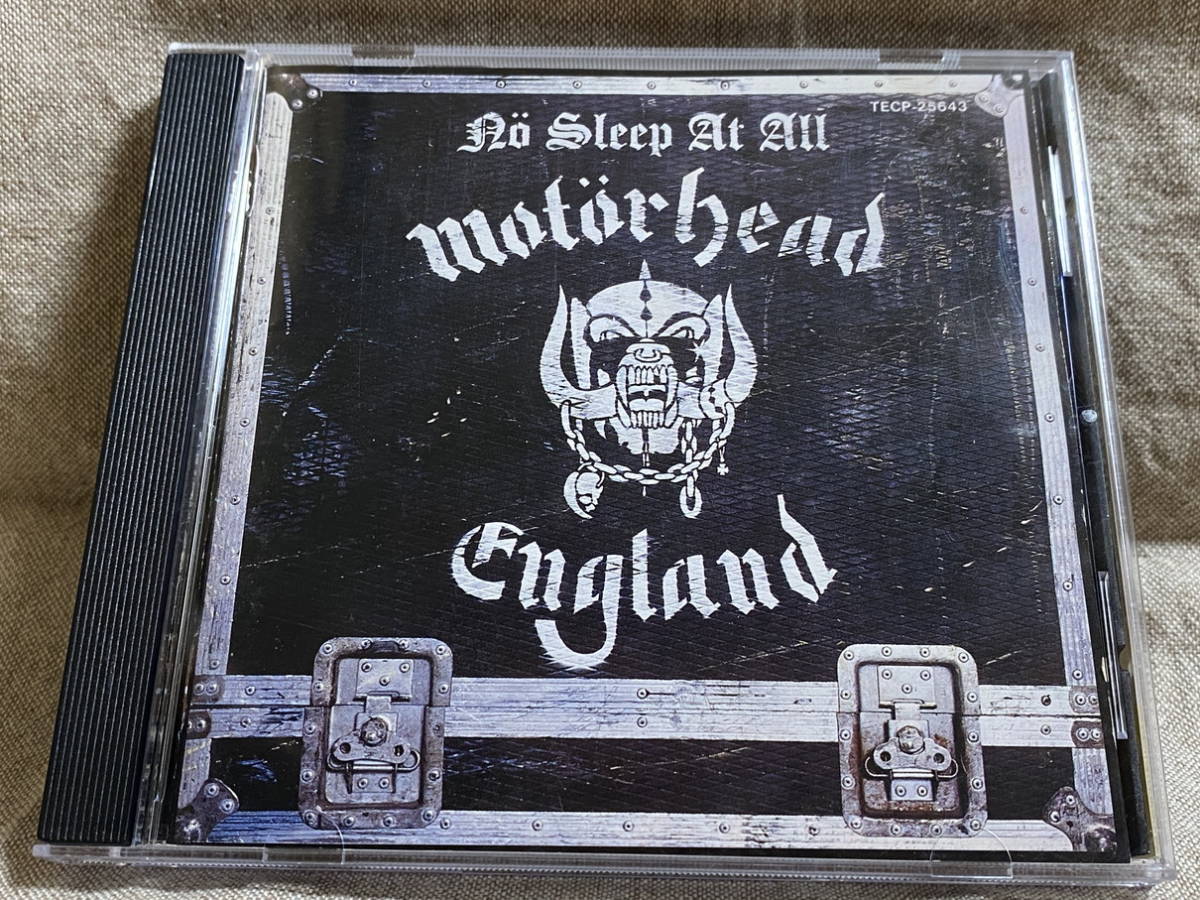 TECP-25643
Nö Sleep At All
Motörhead
England